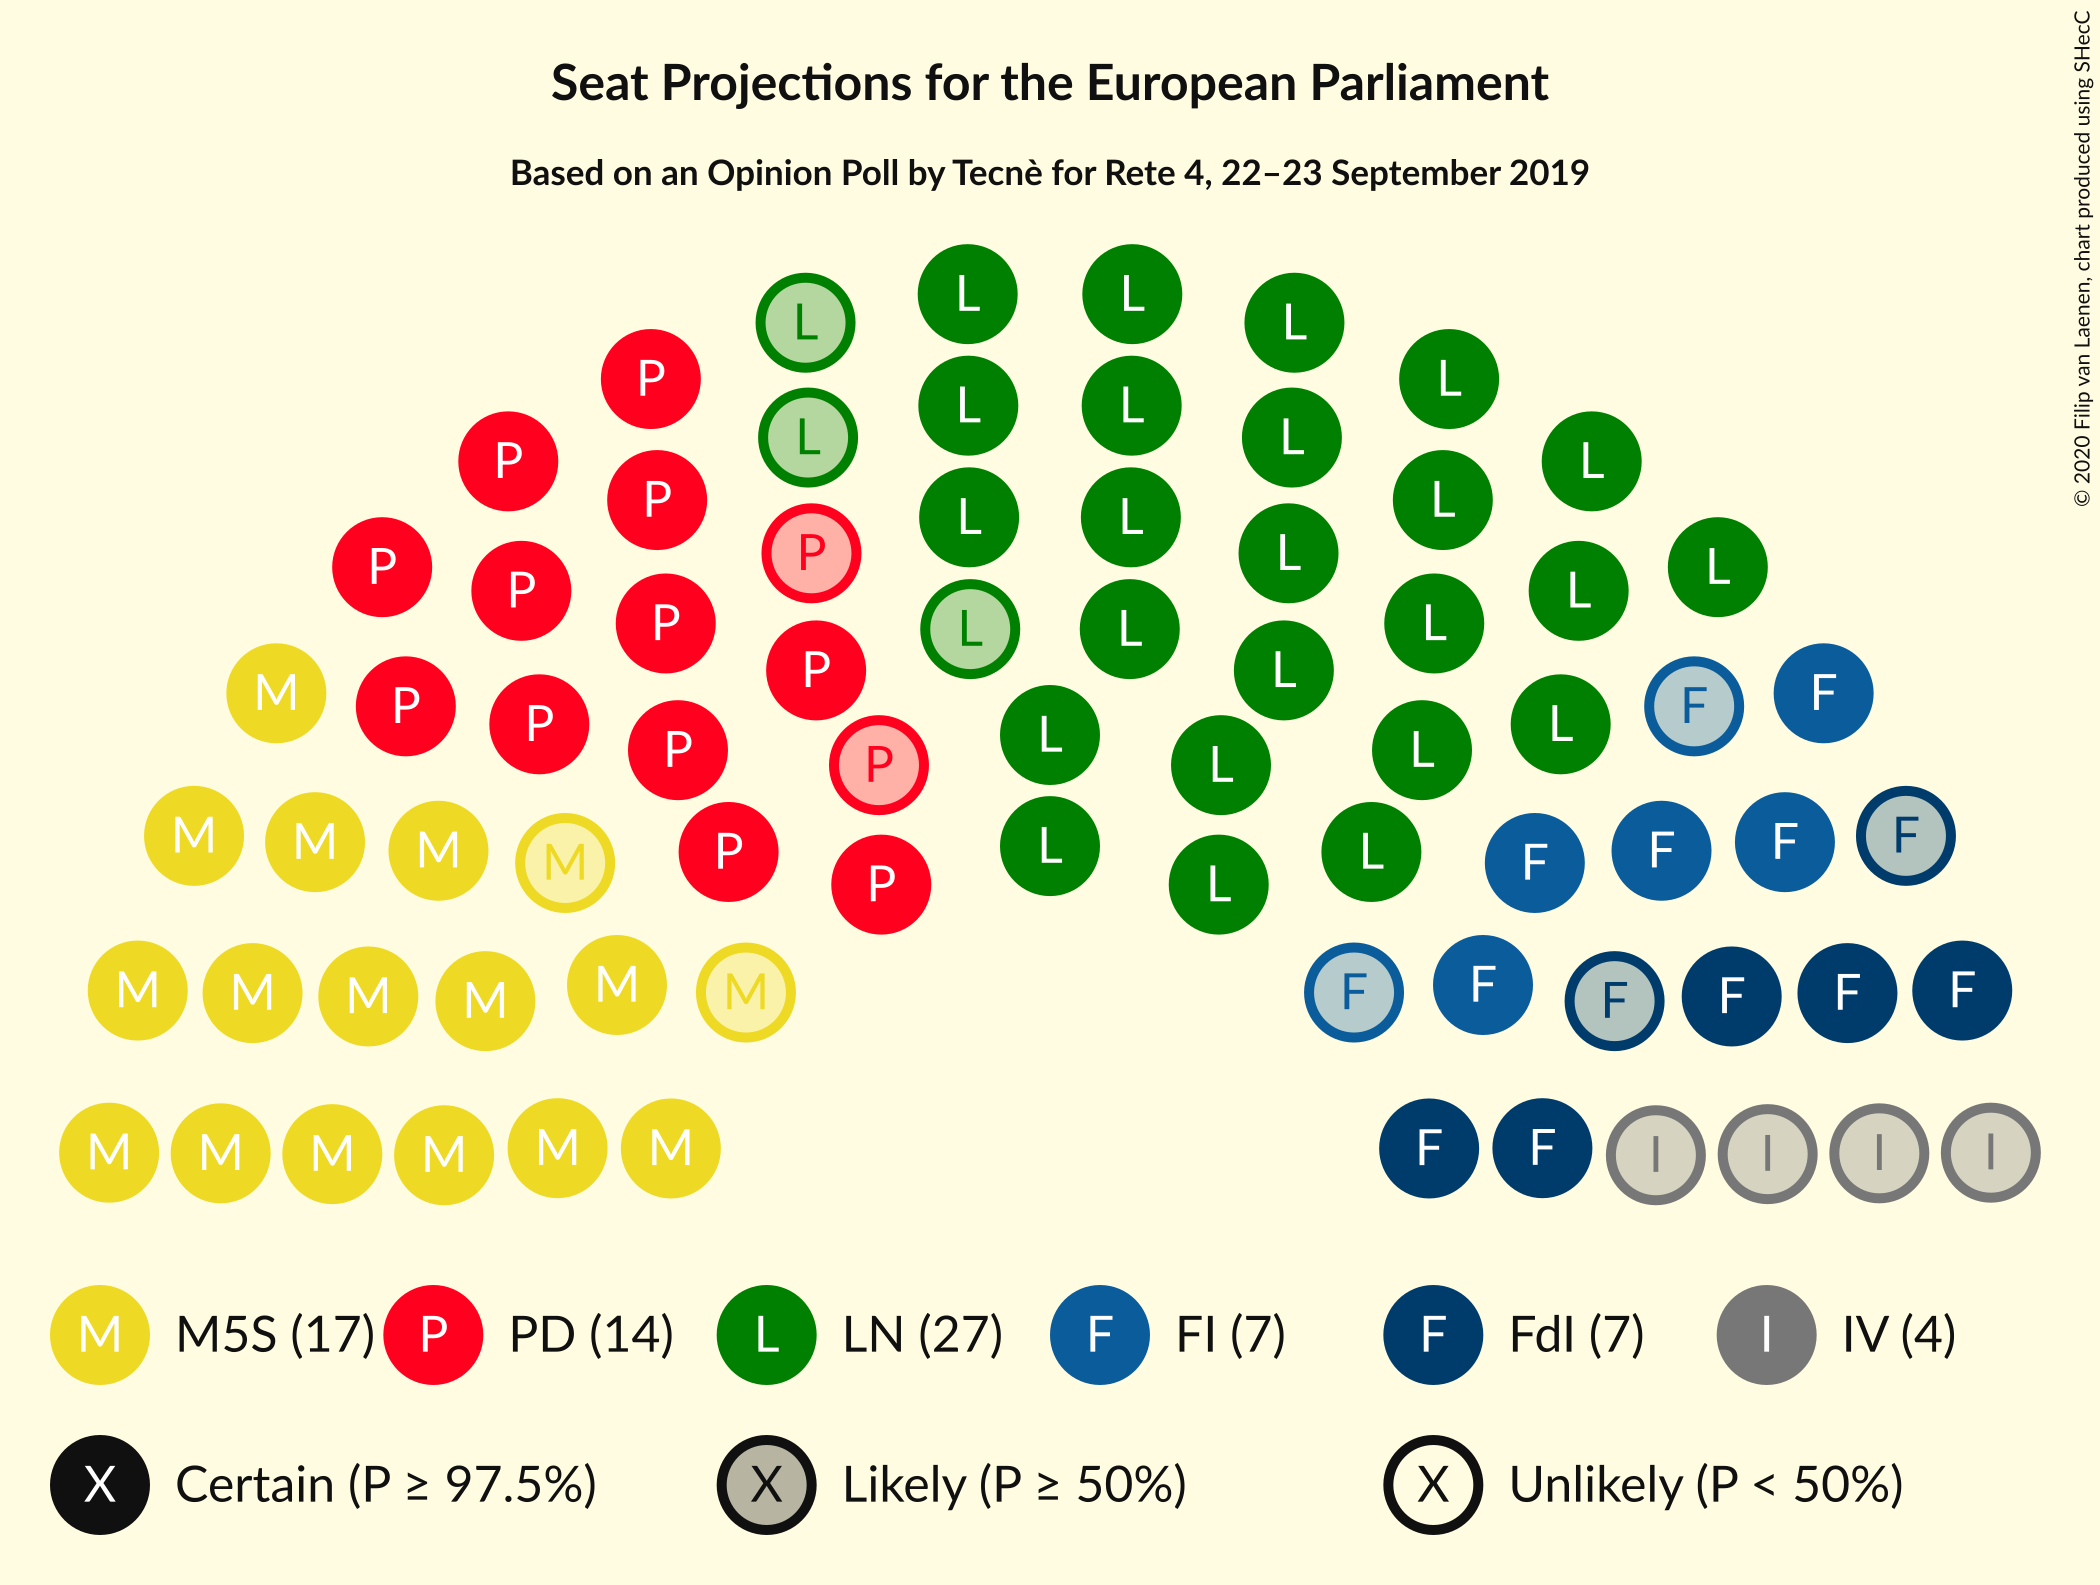 Seat Projections for the European Parliament
Based on an Opinion Poll by Tecnè for Rete 4, 22–23 September 2019
© 2020 Filip van Laenen, chart produced using SHecC
L L
L L
P L
L L
L L
P L
P L L L
P L
P L
L L
P L
P L
P L
L L
P L
M P F F
P L
P L L L
P L
M M M M F F F F
P L L
P L
M M M M M M F F F F F F
M M M M M M F F I I I I
M M5S (17) P PD (14) L LN (27) F FI (7) F FdI (7) I IV (4)
X Certain (P ≥ 97.5%) X Likely (P ≥ 50%) X Unlikely (P < 50%)